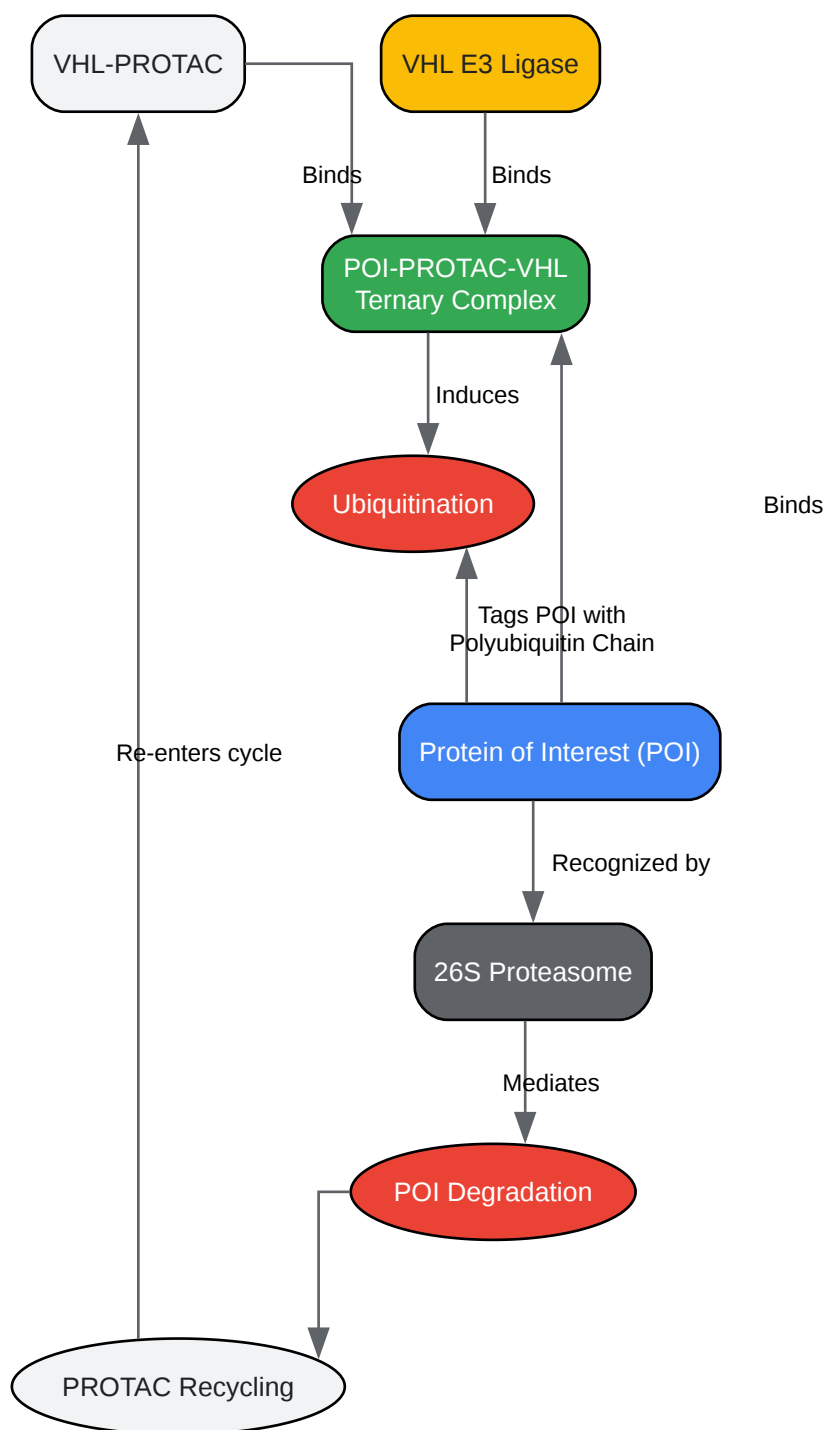 VHL-PROTAC
VHL E3 Ligase
Binds
Binds
POI-PROTAC-VHL
Ternary Complex
Induces
Ubiquitination
Binds
Tags POI with
Polyubiquitin Chain
Re-enters cycle
Protein of Interest (POI)
Recognized by
26S Proteasome
Mediates
POI Degradation
PROTAC Recycling